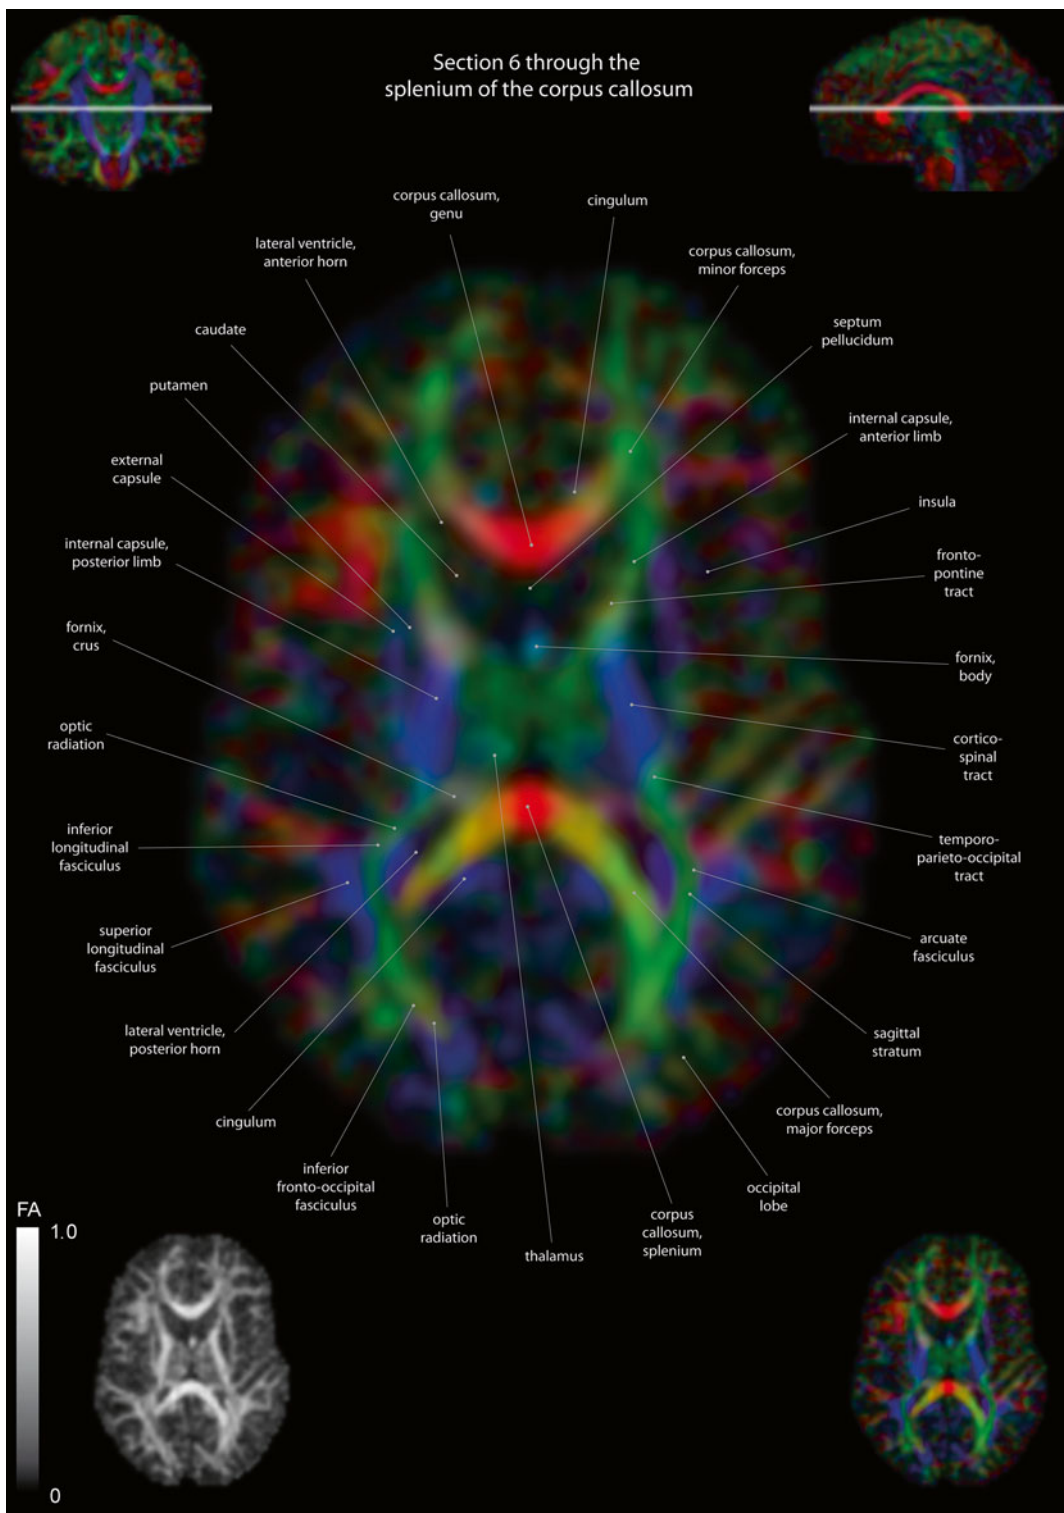 Section 6 through the
splenium of the corpus callosum
corpus callosum,
genu
cingulum
lateral ventricle,
anterior horn
corpus callosum,
minor forceps
caudate
septum
pellucidum
putamen
internal capsule,
anterior limb
external
capsule
insula
internal capsule,
posterior limb
fronto-
pontine
tract
fornix,
crus
fornix,
body
optic
radiation
cortico-
spinal
tract
inferior
longitudinal
fasciculus
temporo-
parieto-occipital
tract
superior
longitudinal
fasciculus
arcuate
fasciculus
lateral ventricle,
posterior horn
sagittal
stratum
cingulum
corpus callosum,
major forceps
inferior
fronto-occipital
fasciculus
occipital
lobe
optic
radiation
corpus
callosum,
splenium
thalamus
FA
1.0
0